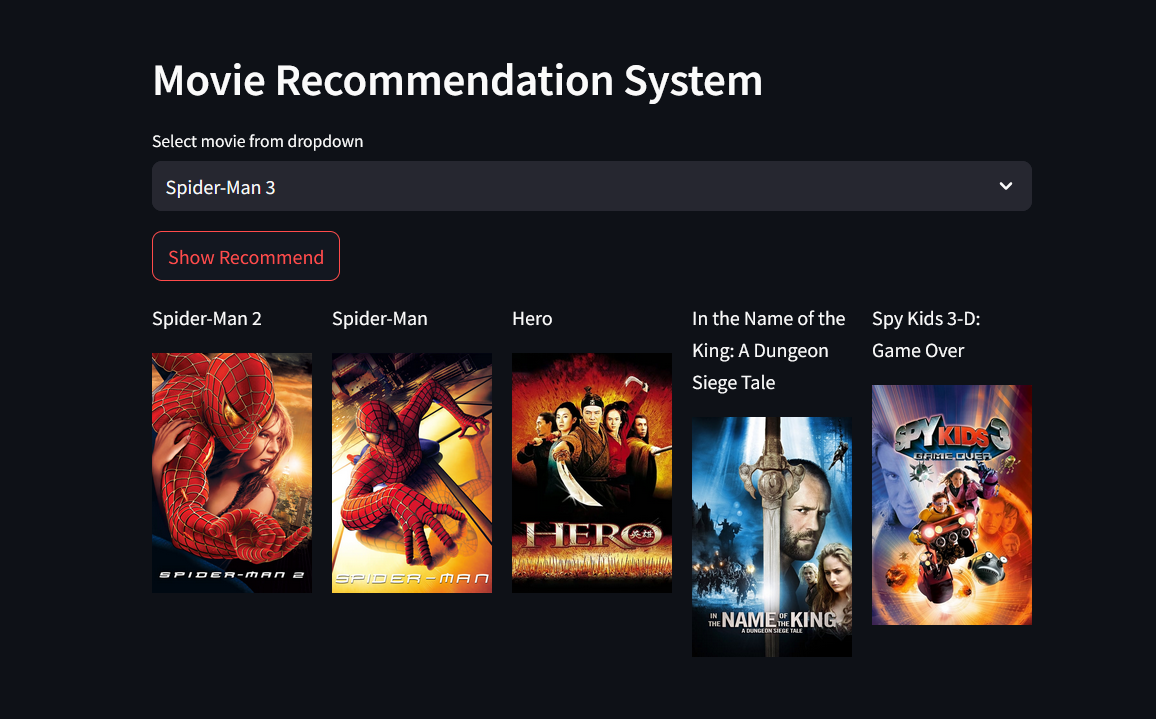 Movie Recommendation System
Select movie from dropdown
Spider-Man 3
Show Recommend
Spider-Man 2
Spider-Man
Hero
In the Name of the
King: A Dungeon
Siege Tale
Spy Kids 3-D:
Game Over
SPIDER-MAN 2
SPIDER-MAN
HERO 英雄
IN THE NAME OF THE KING
A DUNGEON SIEGE TALE
SPY KIDS 3
GAME OVER